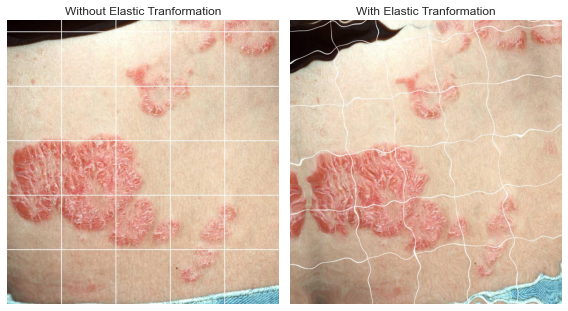 Without Elastic Tranformation
With Elastic Tranformation